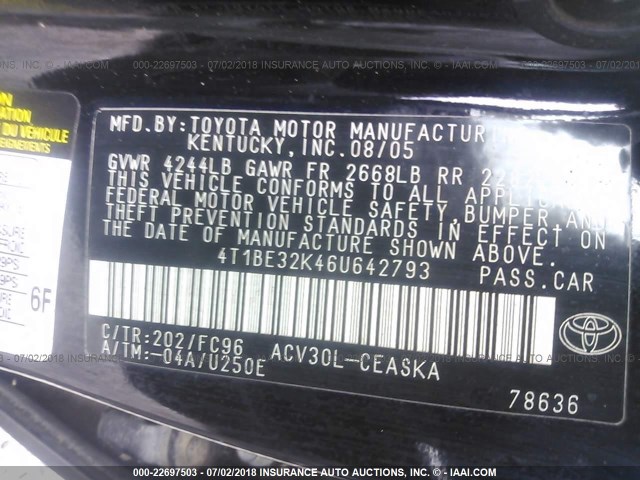 000-22697503 - 07/02/2018 - INSURANCE AUTO AUCTIONS, INC. - © IAAI.COM
DU VÉHICULE
6F
MFD.BY:TOYOTA MOTOR
KENTUCKY,INC.08/05
GVWR 4244LB GAWR FR 2668LB RR
THIS VEHICLE CONFORMS TO ALL
FEDERAL MOTOR VEHICLE SAFETY,BUMPER AND
THEFT PREVENTION STANDARDS IN EFFECT ON
THE DATE OF MANUFACTURE SHOWN ABOVE.
4T1BE32K46U642793 PASS.CAR
C/TR:202/FC96 ACV30L-CEASKA
A/TM:-04A/U250E
78636
000-22697503 - 07/02/2018 - INSURANCE AUTO AUCTIONS, INC. - © IAAI.COM